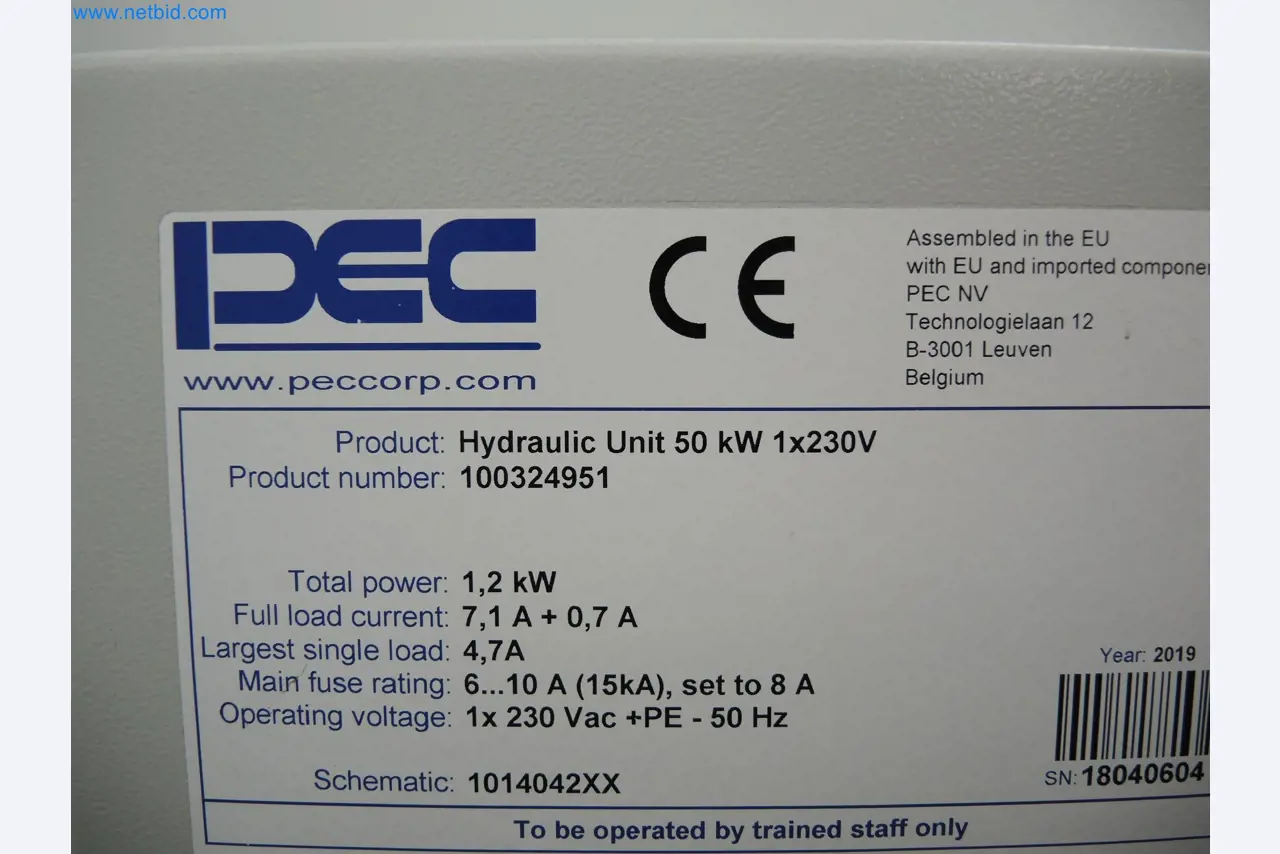 www.netbid.com
PEC
www.peccorp.com
CE
Assembled in the EU
with EU and imported
PEC NV
Technologielaan 12
B-3001 Leuven
Belgium
Product: Hydraulic Unit 50 kW 1x230V
Product number: 100324951
Total power: 1,2 kW
Full load current: 7,1 A + 0,7 A
Largest single load: 4,7A
Main fuse rating: 6...10 A (15kA), set to 8 A
Operating voltage: 1x 230 Vac +PE - 50 Hz
Schematic: 1014042XX
Year: 2019
SN: 18040604
To be operated by trained staff only